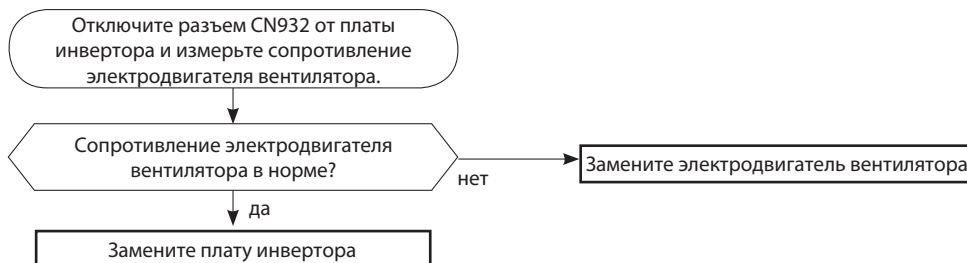 Отключите разъем CN932 от платы
инвертора и измерьте сопротивление
электродвигателя вентилятора.
Сопротивление электродвигателя
вентилятора в норме?
нет
Замените электродвигатель вентилятора
да
Замените плату инвертора